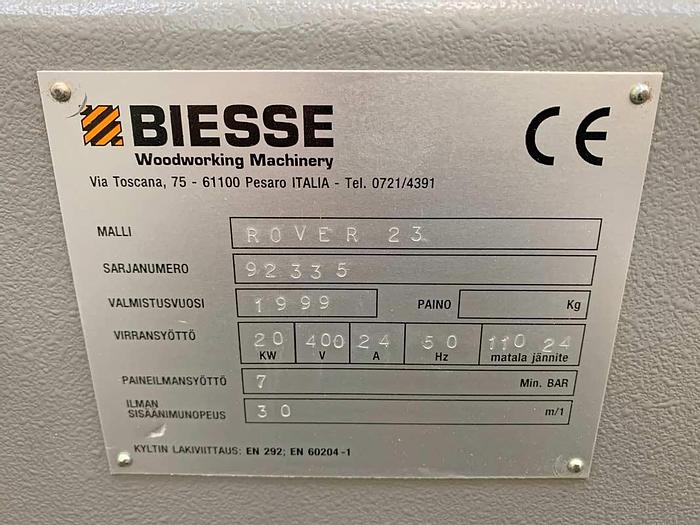 BIESSE
Woodworking Machinery
CE
Via Toscana, 75 - 61100 Pesaro ITALIA - Tel. 0721/4391
MALLI ROVER 23
SARJANUMERO 92335
VALMISTUSVUOSI 1999 PAINO Kg
VIRRANSYÖTTÖ 20 400 24 50 110 24
KW V A Hz matala jännite
PAINEILMANSYÖTTÖ 7 Min. BAR
ILMAN
SISÄÄNIMUNOPEUS 30 m/1
KYLTIN LAKIVIITTAUS: EN 292; EN 60204-1